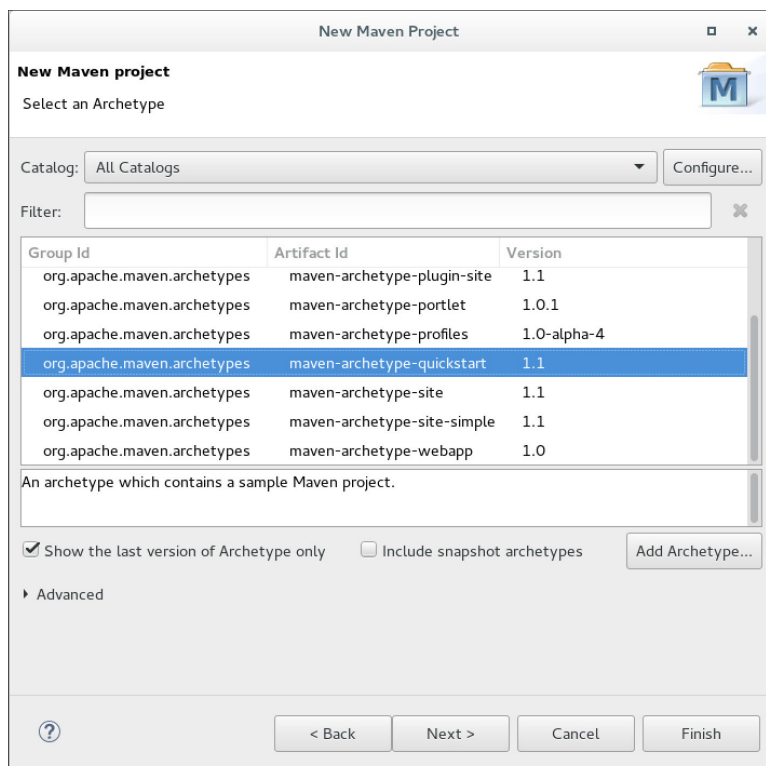 New Maven Project
New Maven project
M
Select an Archetype
Catalog: All Catalogs Configure...
Filter:
Group Id Artifact Id Version
org.apache.maven.archetypes maven-archetype-plugin-site 1.1
org.apache.maven.archetypes maven-archetype-portlet 1.0.1
org.apache.maven.archetypes maven-archetype-profiles 1.0-alpha-4
org.apache.maven.archetypes maven-archetype-quickstart 1.1
org.apache.maven.archetypes maven-archetype-site 1.1
org.apache.maven.archetypes maven-archetype-site-simple 1.1
org.apache.maven.archetypes maven-archetype-webapp 1.0
An archetype which contains a sample Maven project.
Show the last version of Archetype only Include snapshot archetypes Add Archetype...
Advanced
? < Back Next > Cancel Finish